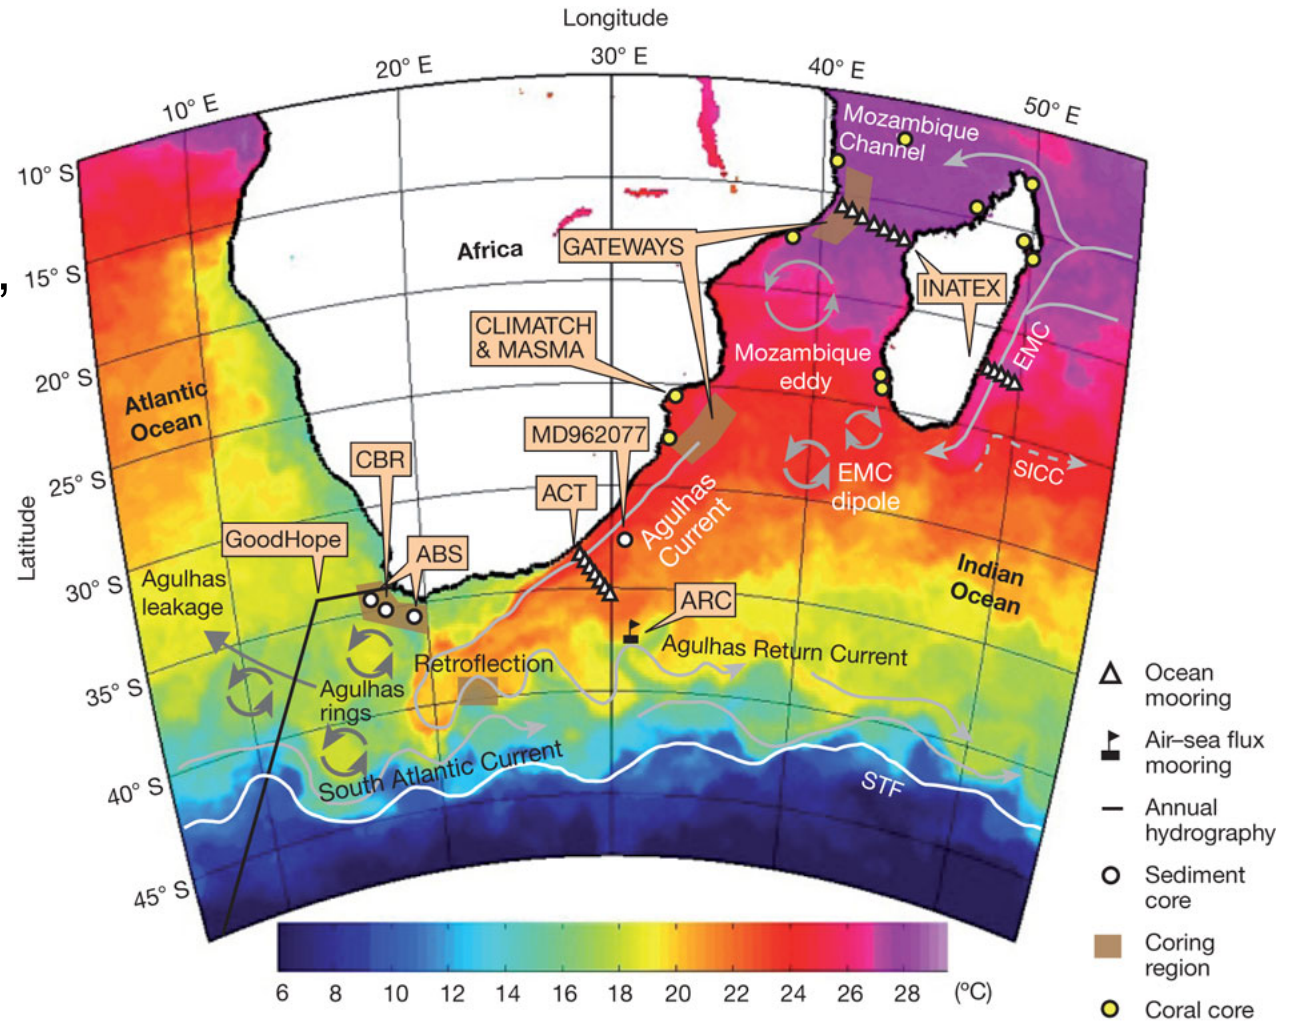 Longitude
10° E
20° E
30° E
40° E
50° E
10° S
15° S
20° S
25° S
30° S
35° S
40° S
45° S
Latitude
,
Mozambique
Channel
Africa
GATEWAYS
INATEX
CLIMATCH
& MASMA
Mozambique
eddy
EMC
Atlantic
Ocean
MD962077
CBR
ACT
EMC
dipole
SICC
Agulhas
Current
GoodHope
ABS
Indian
Ocean
Agulhas
leakage
ARC
Retroflection
Agulhas Return Current
Agulhas
rings
South Atlantic Current
STF
Ocean
mooring
Air–sea flux
mooring
Annual
hydrography
Sediment
core
Coring
region
Coral core
6 8 10 12 14 16 18 20 22 24 26 28 (ºC)